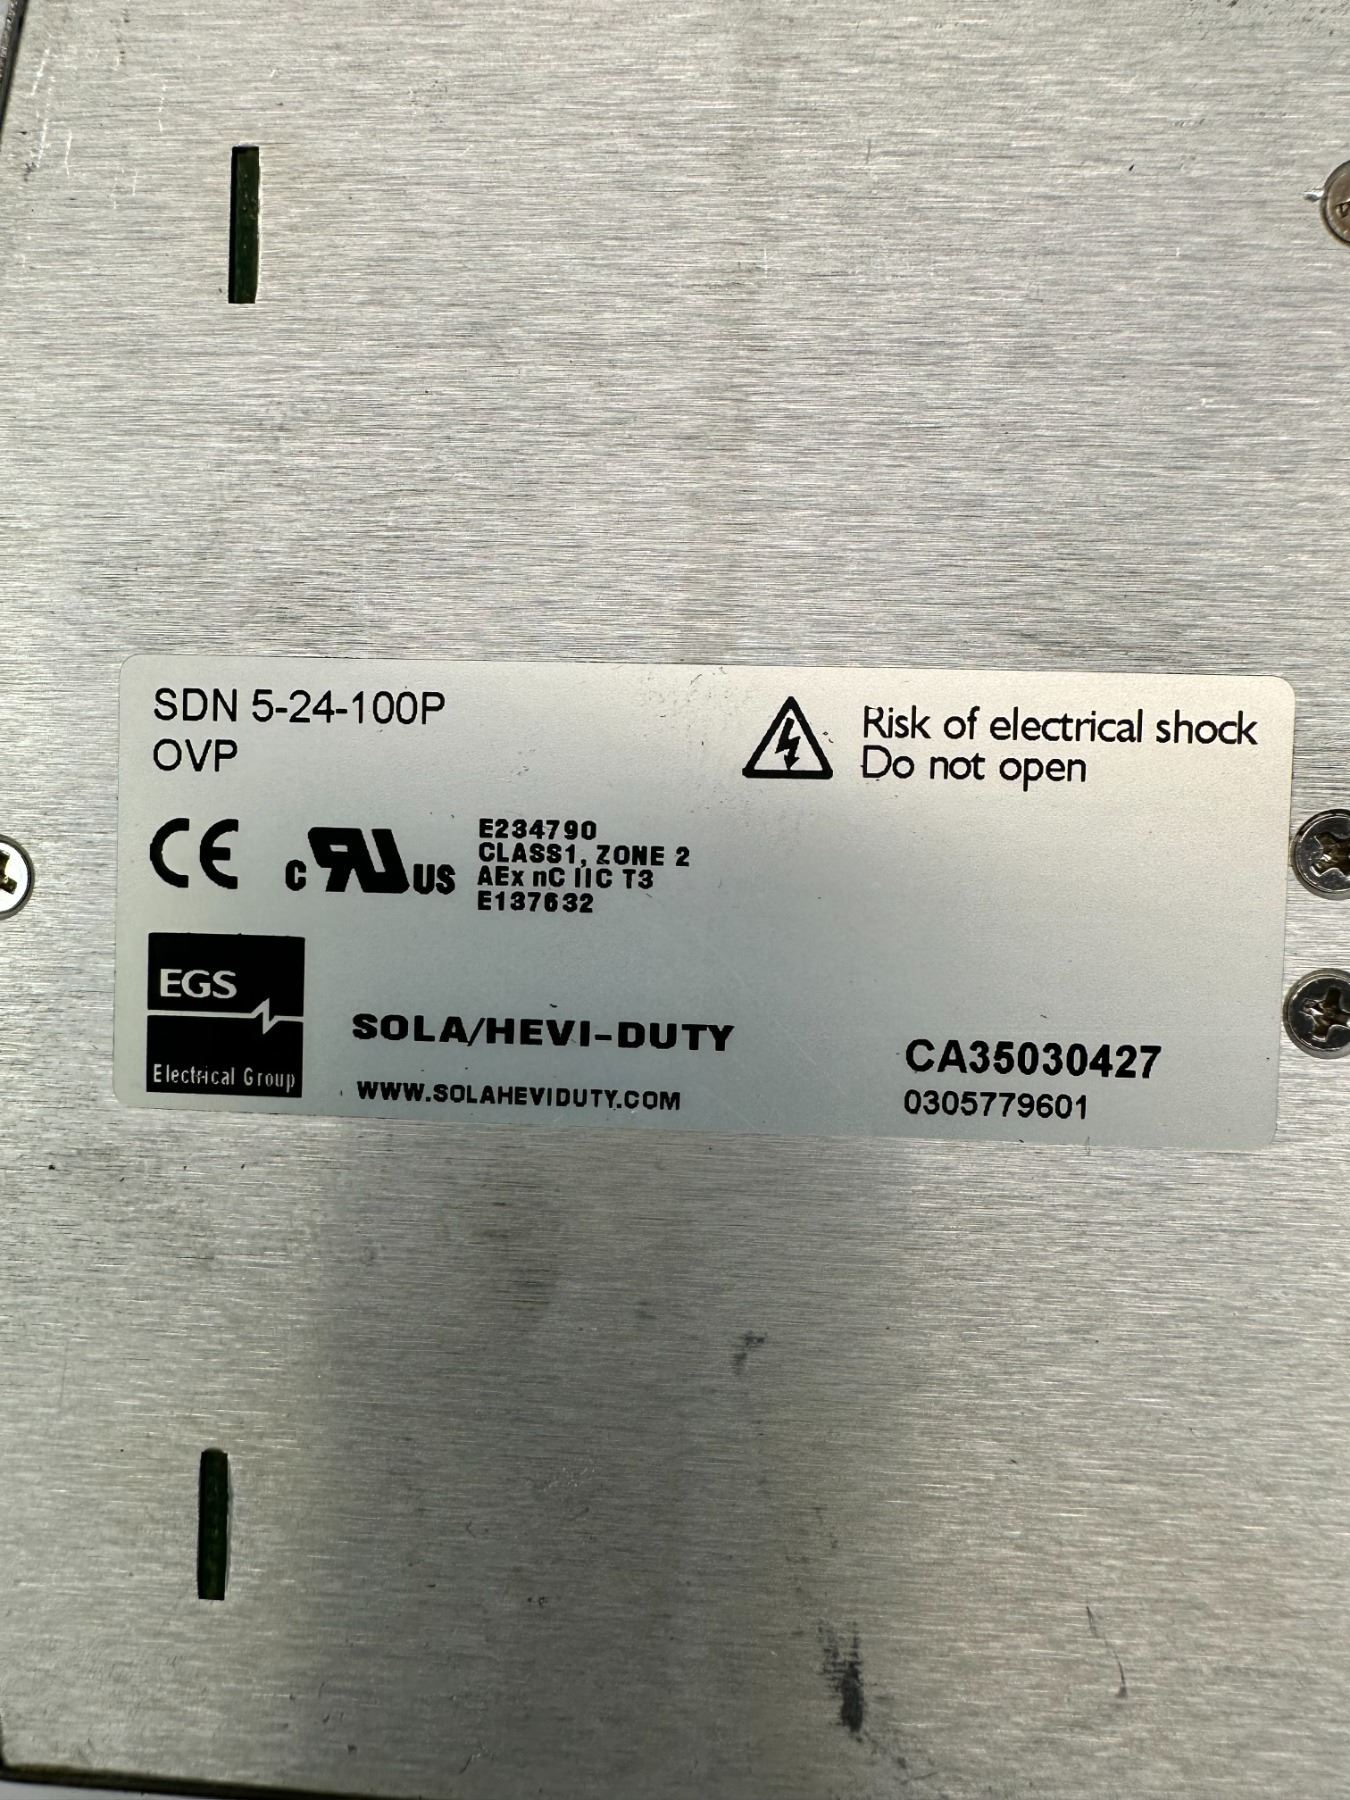 SDN 5-24-100P
OVP
Risk of electrical shock
Do not open
CE
c RU US
E234790
CLASS1, ZONE 2
AEx nC IIC T3
E137632
EGS
Electrical Group
SOLA/HEVI-DUTY
WWW.SOLAHEVIDUTY.COM
CA35030427
0305779601